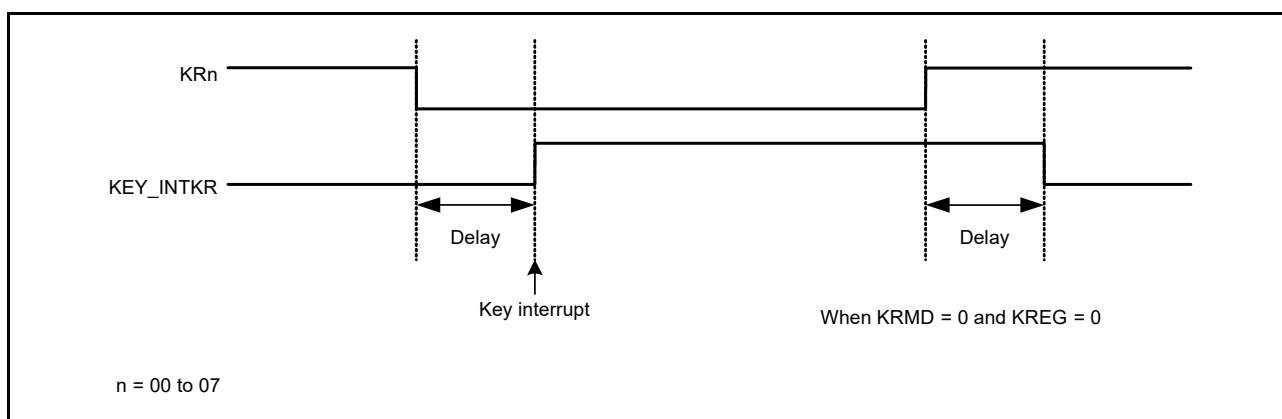 KRn
KEY_INTKR
Delay
Delay
Key interrupt
When KRMD = 0 and KREG = 0
n = 00 to 07